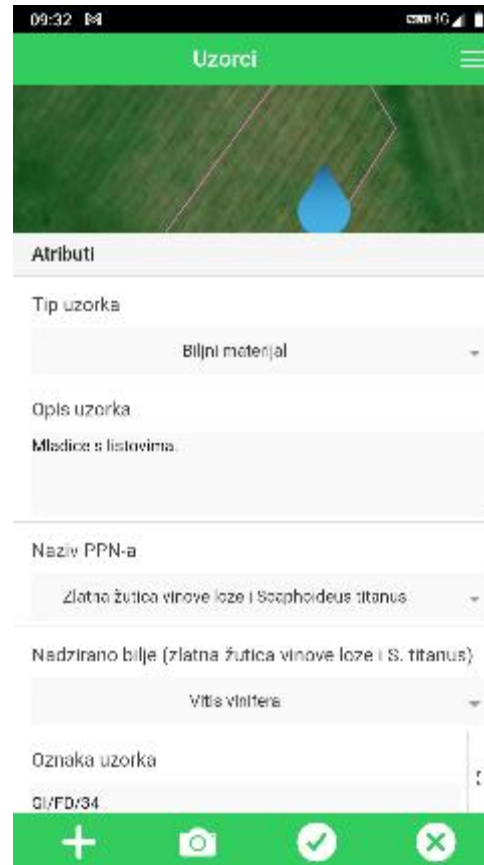 09:32
Uzorci
Atributi
Tip uzorka
Biljni materijal
Opis uzorka
Mladice s listovima.
Naziv PPN-a
Zlatna žutica vinove loze i Scaphoideus titanus
Nadzirano bilje (zlatna žutica vinove loze i S. titanus)
Vitis vinifera
Oznaka uzorka
GI/FD/34